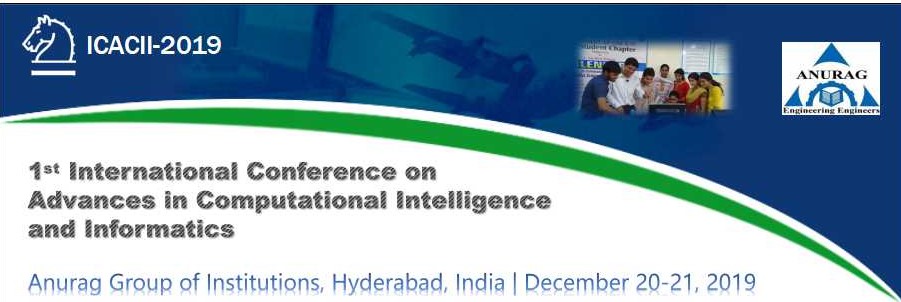 ICACII-2019
Student Chapter
ANURAG
Engineering Engineers
1st International Conference on
Advances in Computational Intelligence
and Informatics
Anurag Group of Institutions, Hyderabad, India | December 20-21, 2019